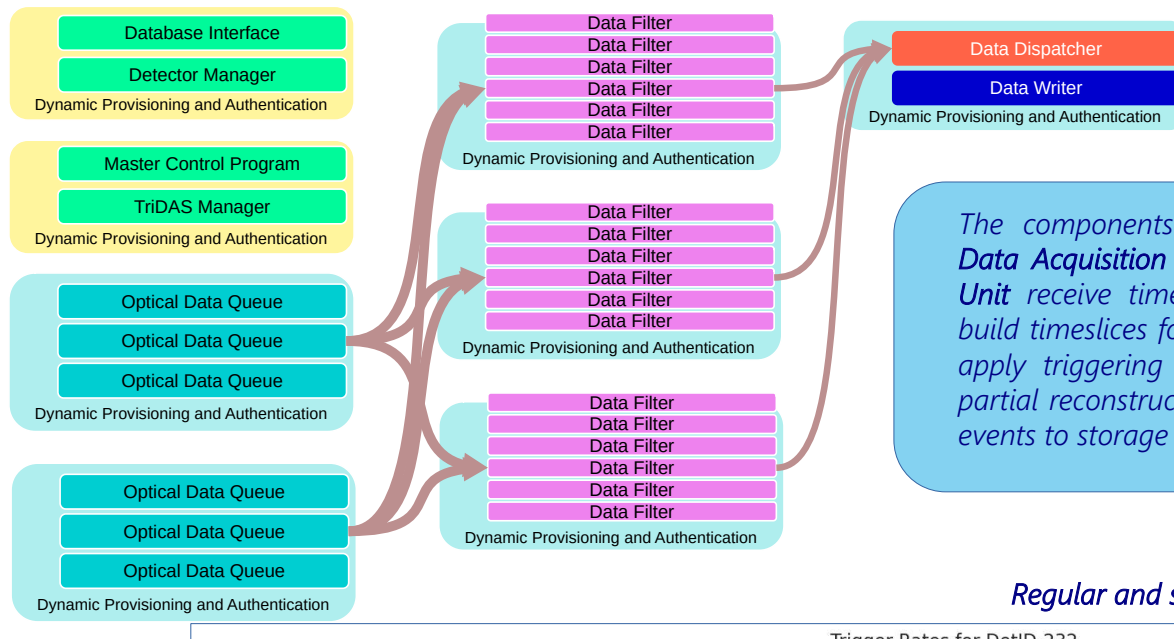 Database Interface
Detector Manager
Dynamic Provisioning and Authentication
Master Control Program
TriDAS Manager
Dynamic Provisioning and Authentication
Optical Data Queue
Optical Data Queue
Optical Data Queue
Dynamic Provisioning and Authentication
Optical Data Queue
Optical Data Queue
Optical Data Queue
Dynamic Provisioning and Authentication
Data Filter
Data Filter
Data Filter
Data Filter
Data Filter
Data Filter
Dynamic Provisioning and Authentication
Data Filter
Data Filter
Data Filter
Data Filter
Data Filter
Data Filter
Dynamic Provisioning and Authentication
Data Filter
Data Filter
Data Filter
Data Filter
Data Filter
Data Filter
Dynamic Provisioning and Authentication
Data Dispatcher
Data Writer
Dynamic Provisioning and Authentication
The components
Data Acquisition
Unit receive time
build timeslices fo
apply triggering
partial reconstruc
events to storage
Regular and s
Trigger Rates for DetID 232